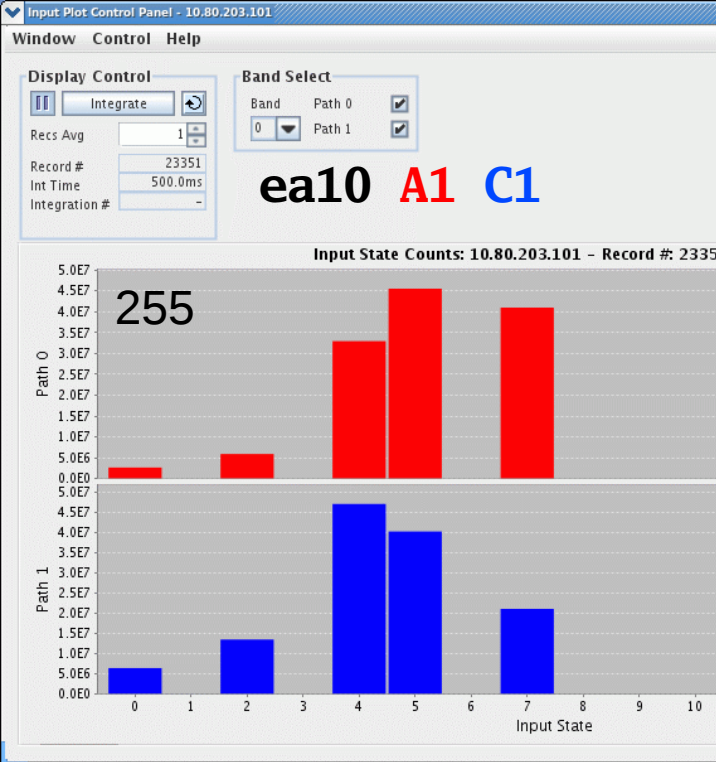 Input Plot Control Panel - 10.80.203.101
Window Control Help
Display Control
Integrate
Recs Avg 1
Record # 23351
Int Time 500.0ms
Integration # –
Band Select
Band Path 0
0 Path 1
ea10 A1 C1
Input State Counts: 10.80.203.101 – Record #: 2335
255
Path 0
5.0E7
4.5E7
4.0E7
3.5E7
3.0E7
2.5E7
2.0E7
1.5E7
1.0E7
5.0E6
0.0E0
Path 1
5.0E7
4.5E7
4.0E7
3.5E7
3.0E7
2.5E7
2.0E7
1.5E7
1.0E7
5.0E6
0.0E0
0 1 2 3 4 5 6 7 8 9 10
Input State